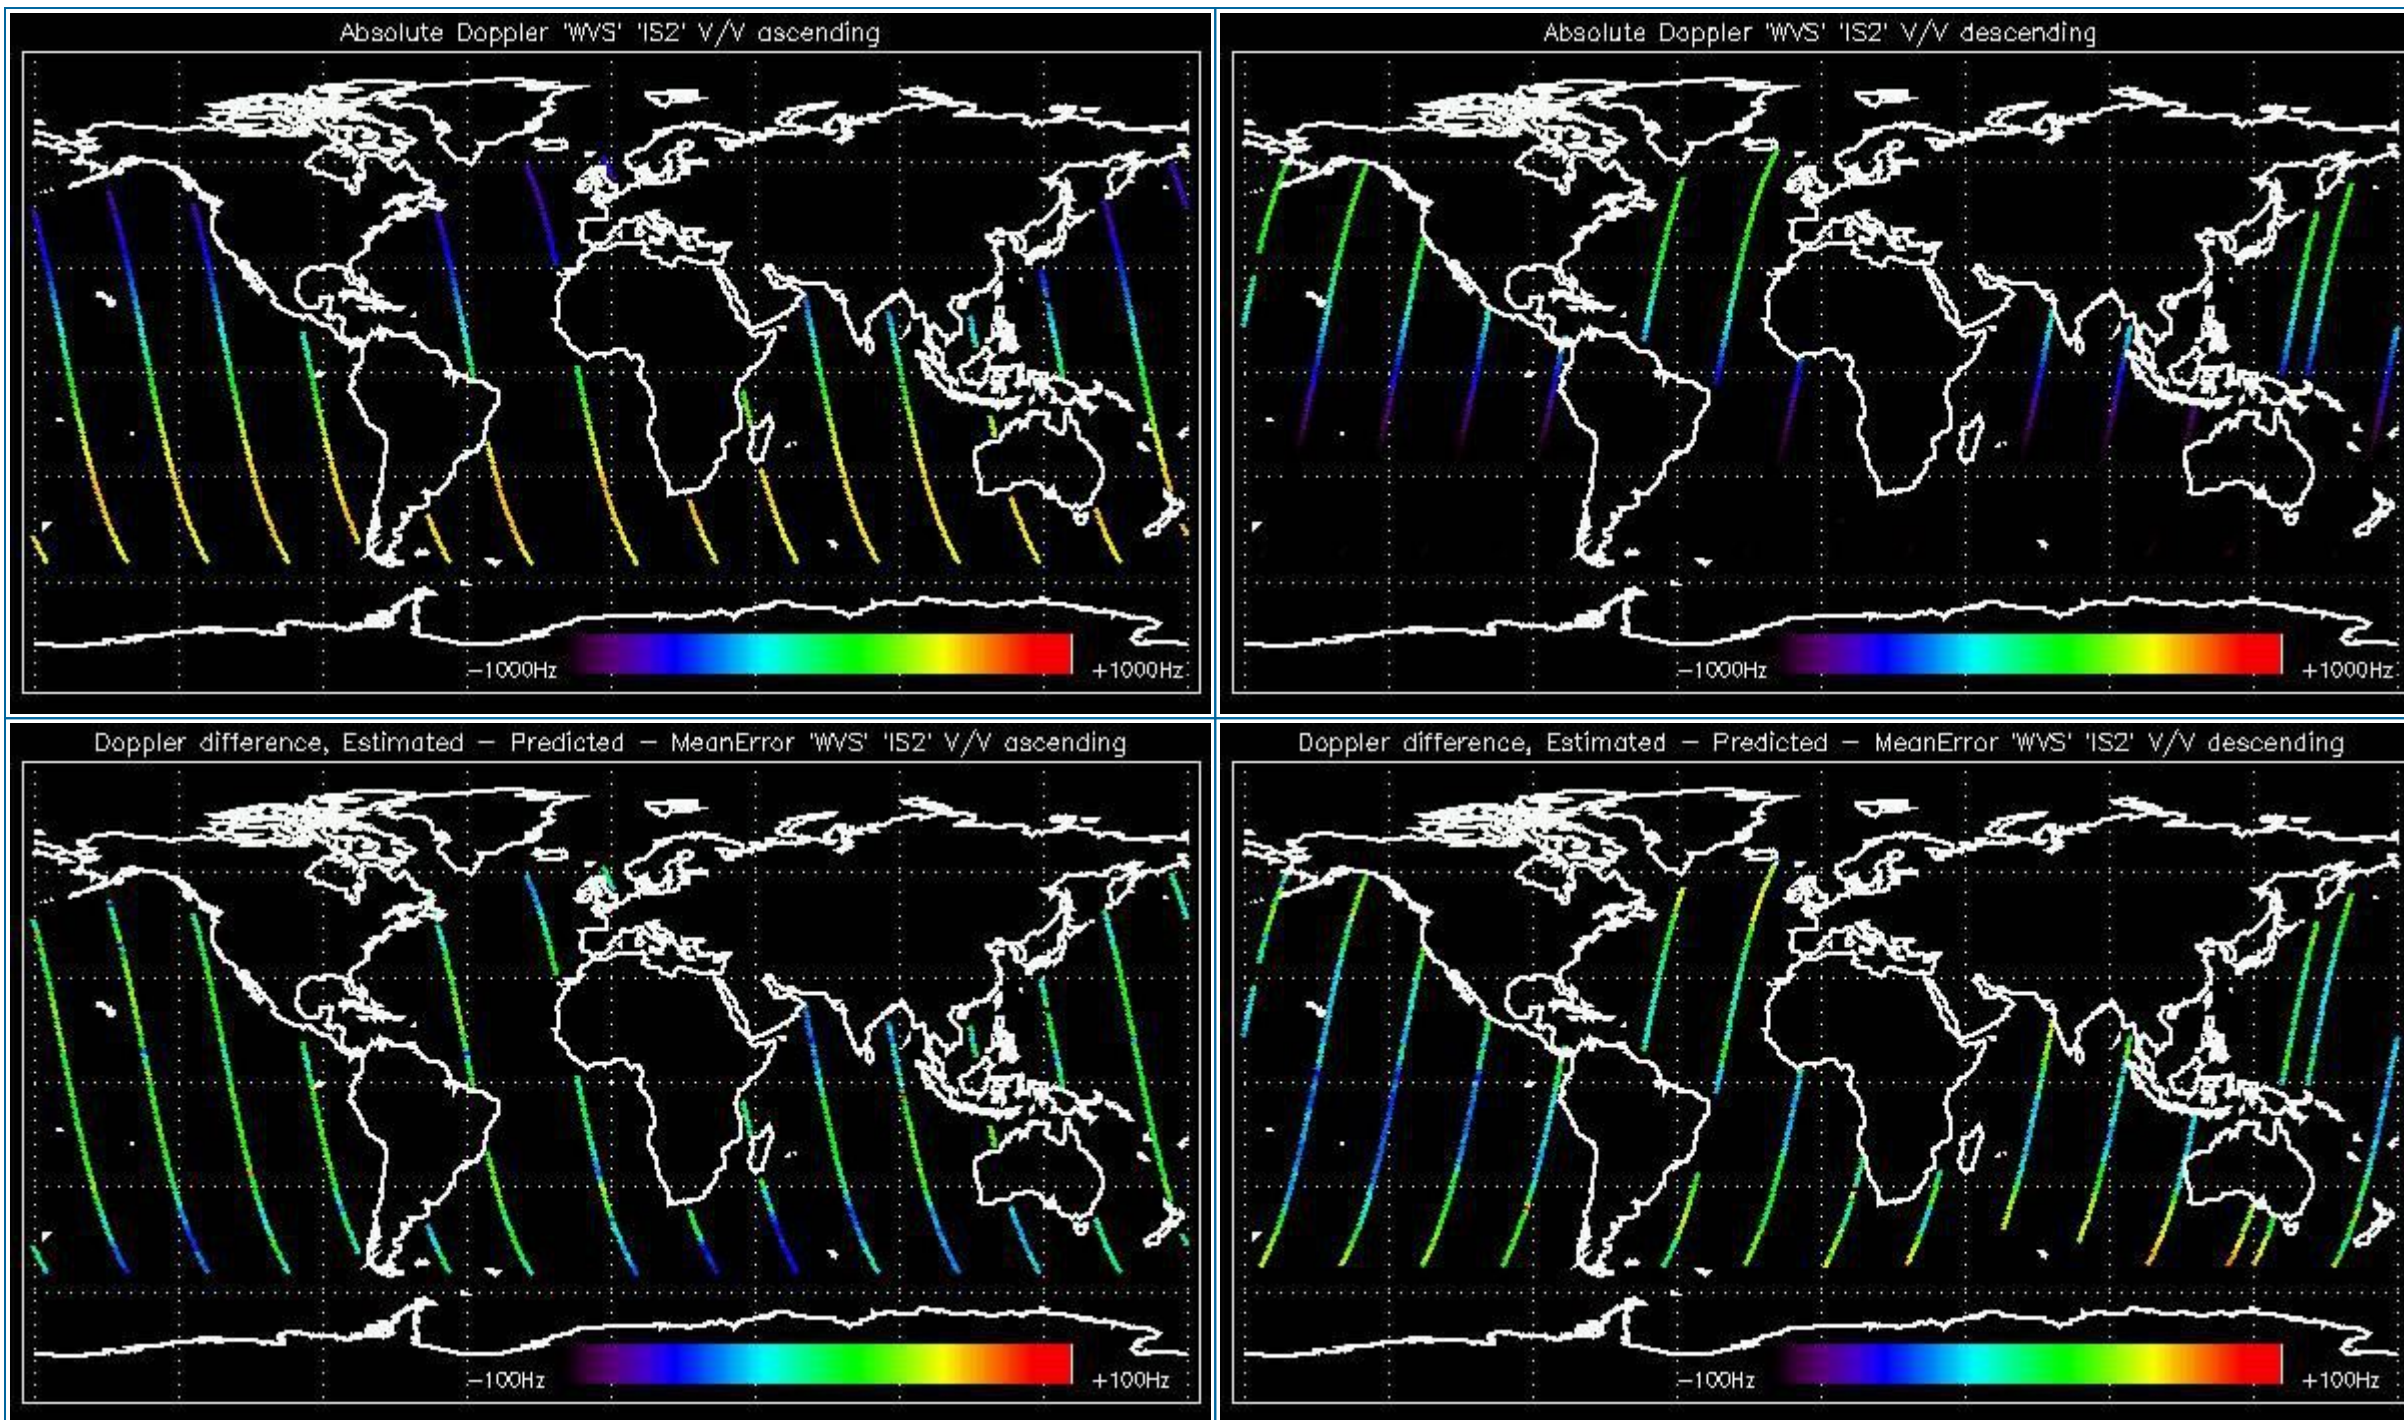 Absolute Doppler 'WVS' 'IS2' V/V ascending
-1000Hz
+1000Hz
Absolute Doppler 'WVS' 'IS2' V/V descending
-1000Hz
+1000Hz
Doppler difference, Estimated - Predicted - MeanError 'WVS' 'IS2' V/V ascending
-100Hz
+100Hz
Doppler difference, Estimated - Predicted - MeanError 'WVS' 'IS2' V/V descending
-100Hz
+100Hz